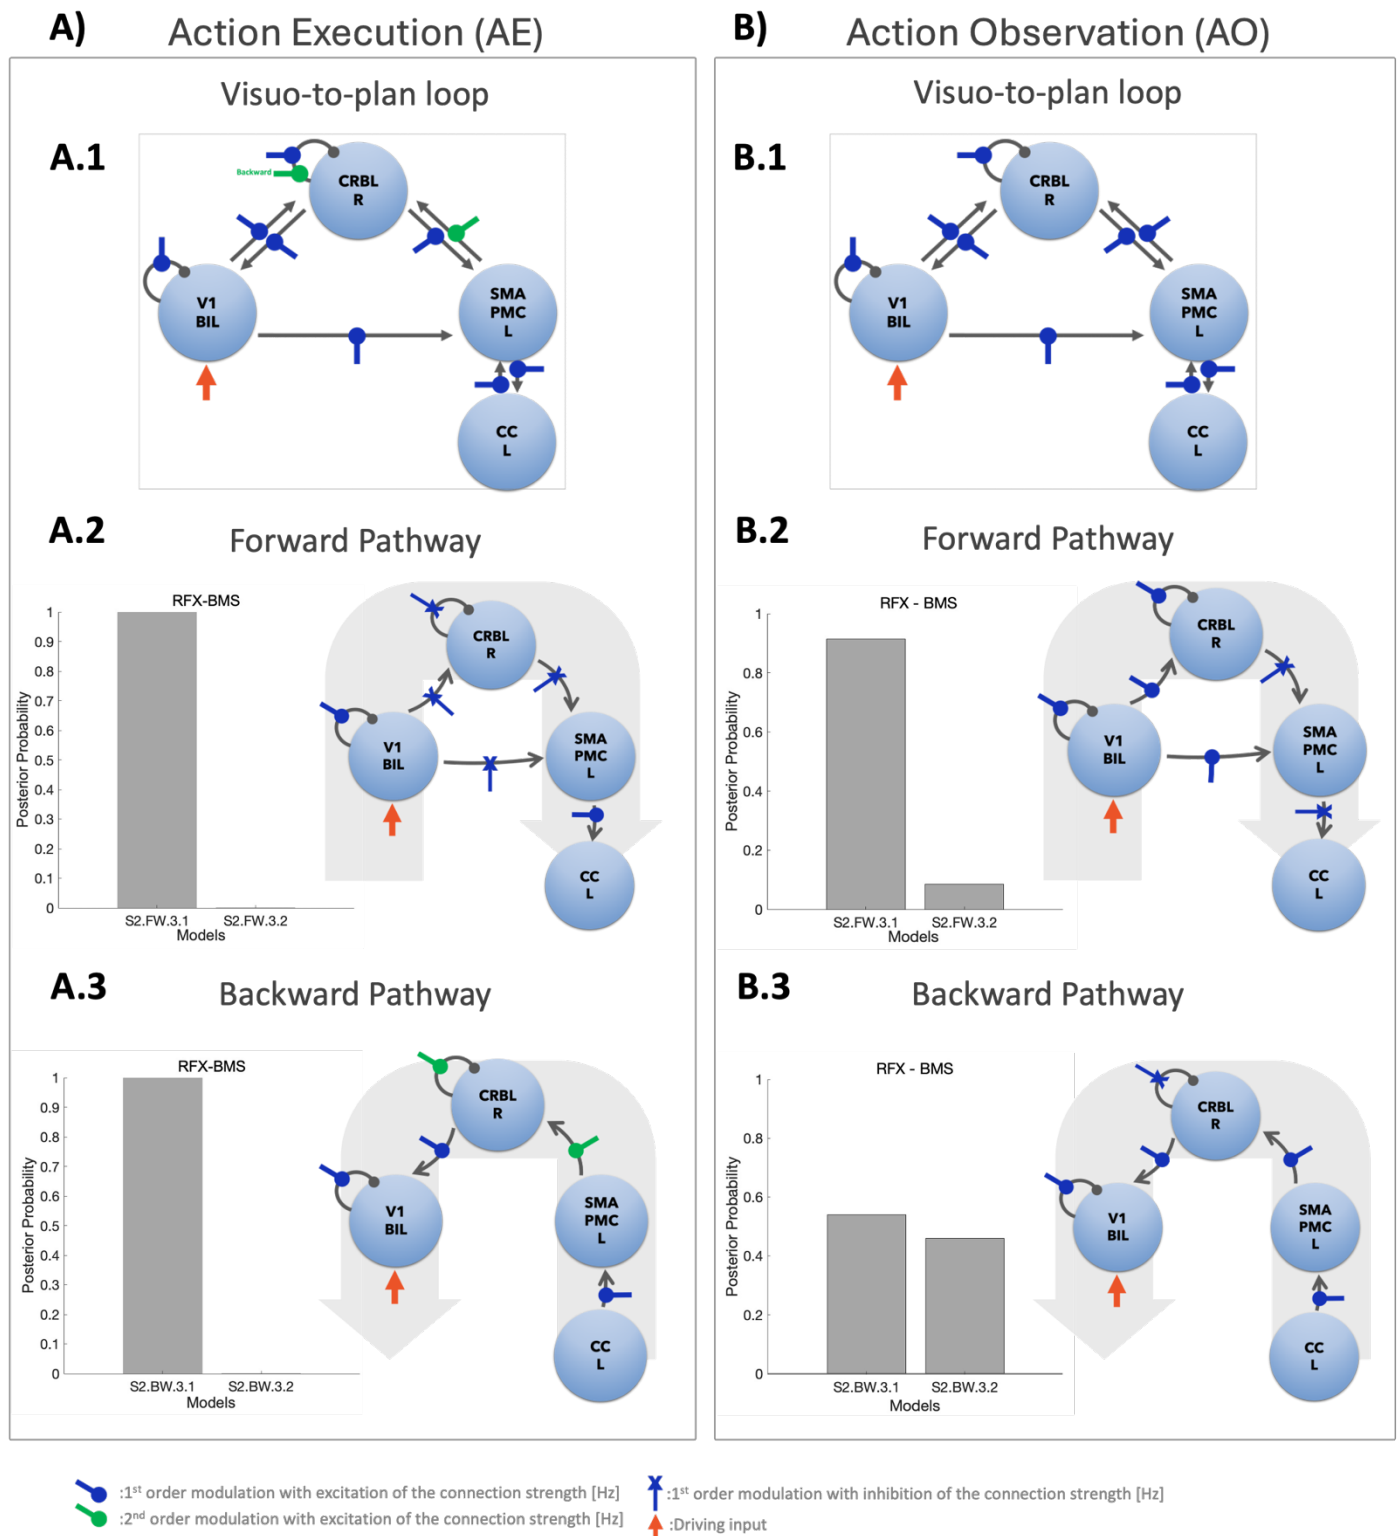 A) Action Execution (AE)
Visuo-to-plan loop
A.1
Backward
CRBL
R
V1
BIL
SMA
PMC
L
CC
L
A.2 Forward Pathway
RFX-BMS
Posterior Probability
1
0.9
0.8
0.7
0.6
0.5
0.4
0.3
0.2
0.1
0
S2.FW.3.1 S2.FW.3.2
Models
CRBL
R
V1
BIL
SMA
PMC
L
CC
L
A.3 Backward Pathway
RFX-BMS
Posterior Probability
1
0.9
0.8
0.7
0.6
0.5
0.4
0.3
0.2
0.1
0
S2.BW.3.1 S2.BW.3.2
Models
CRBL
R
V1
BIL
SMA
PMC
L
CC
L
B) Action Observation (AO)
Visuo-to-plan loop
B.1
CRBL
R
V1
BIL
SMA
PMC
L
CC
L
B.2 Forward Pathway
RFX - BMS
Posterior Probability
1
0.8
0.6
0.4
0.2
0
S2.FW.3.1 S2.FW.3.2
Models
CRBL
R
V1
BIL
SMA
PMC
L
CC
L
B.3 Backward Pathway
RFX - BMS
Posterior Probability
1
0.8
0.6
0.4
0.2
0
S2.BW.3.1 S2.BW.3.2
Models
CRBL
R
V1
BIL
SMA
PMC
L
CC
L
:1st order modulation with excitation of the connection strength [Hz]
:2nd order modulation with excitation of the connection strength [Hz]
:1st order modulation with inhibition of the connection strength [Hz]
:Driving input